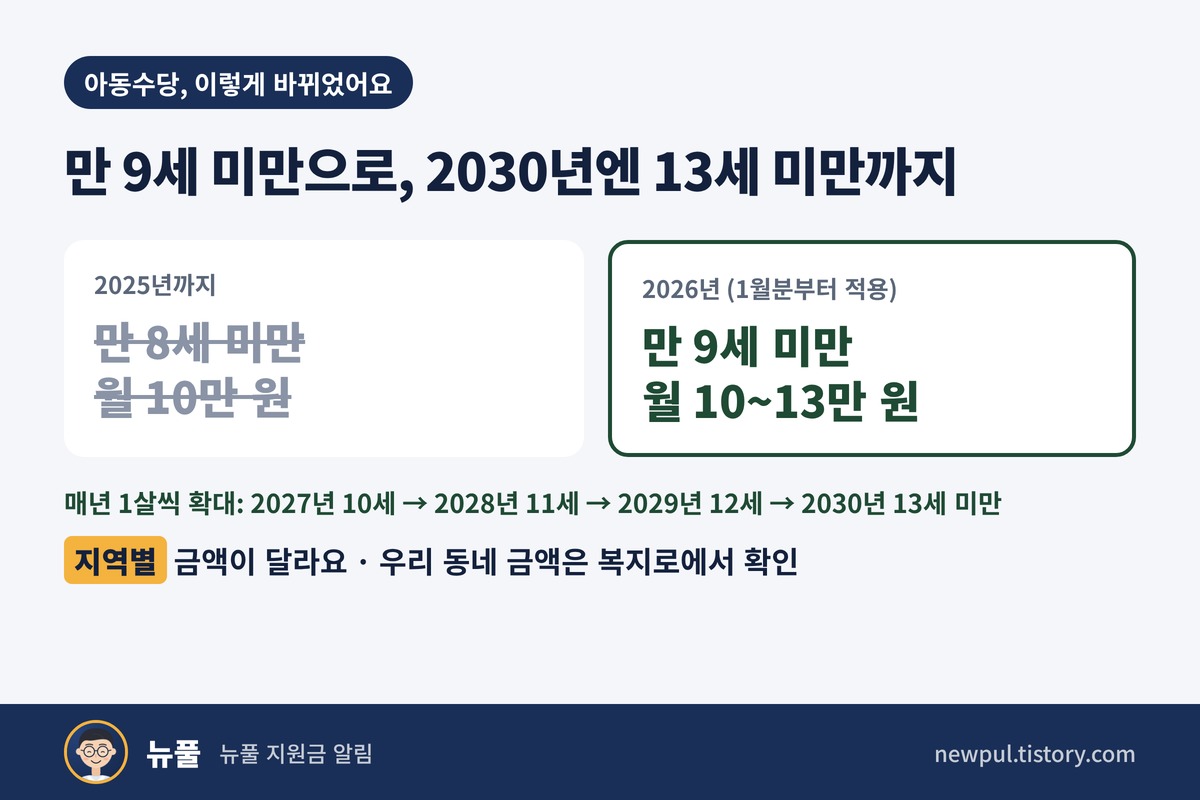 아동수당, 이렇게 바뀌었어요
만 9세 미만으로, 2030년엔 13세 미만까지
2025년까지
만 8세 미만
월 10만 원
2026년 (1월분부터 적용)
만 9세 미만
월 10~13만 원
매년 1살씩 확대: 2027년 10세 → 2028년 11세 → 2029년 12세 → 2030년 13세 미만
지역별 금액이 달라요 · 우리 동네 금액은 복지로에서 확인
뉴풀 뉴풀 지원금 알림
newpul.tistory.com